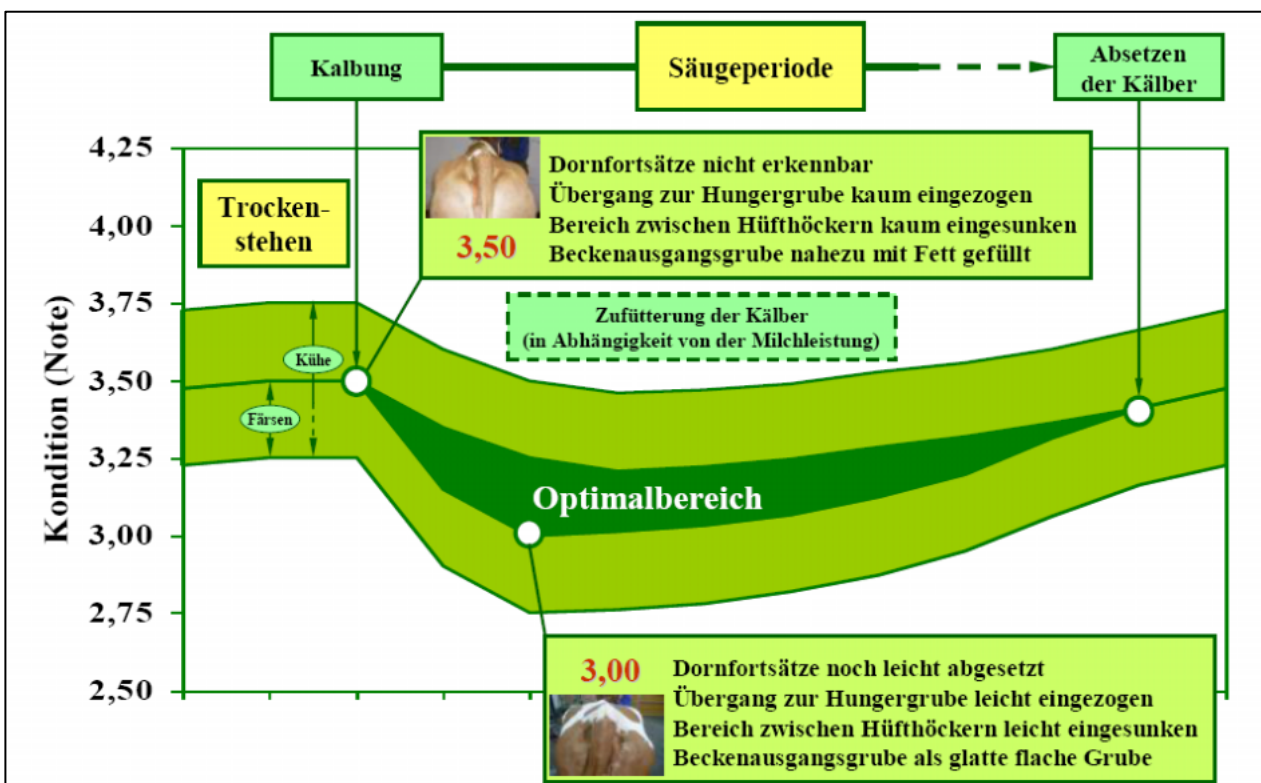 Kalbung
Säugeperiode
Absetzen
der Kälber
4,25
4,00
3,75
3,50
3,25
3,00
2,75
2,50
Kondition (Note)
Trocken-
stehen
3,50
Dornfortsätze nicht erkennbar
Übergang zur Hungergrube kaum eingezogen
Bereich zwischen Hüfthöckern kaum eingesunken
Beckenausgangsgrube nahezu mit Fett gefüllt
Zufütterung der Kälber
(in Abhängigkeit von der Milchleistung)
Kühe
Färsen
Optimalbereich
3,00
Dornfortsätze noch leicht abgesetzt
Übergang zur Hungergrube leicht eingezogen
Bereich zwischen Hüfthöckern leicht eingesunken
Beckenausgangsgrube als glatte flache Grube